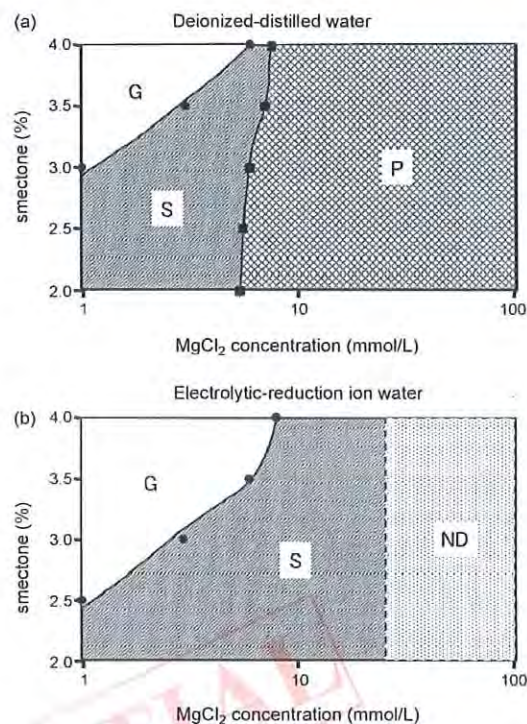 (a) Deionized-distilled water
4.0
3.5
3.0
2.5
2.0
smectone (%)
G
S
P
1 10 100
MgCl₂ concentration (mmol/L)
Electrolytic-reduction ion water
(b)
4.0
3.5
3.0
2.5
2.0
smectone (%)
G
S
ND
1 10 100
MgCl₂ concentration (mmol/L)